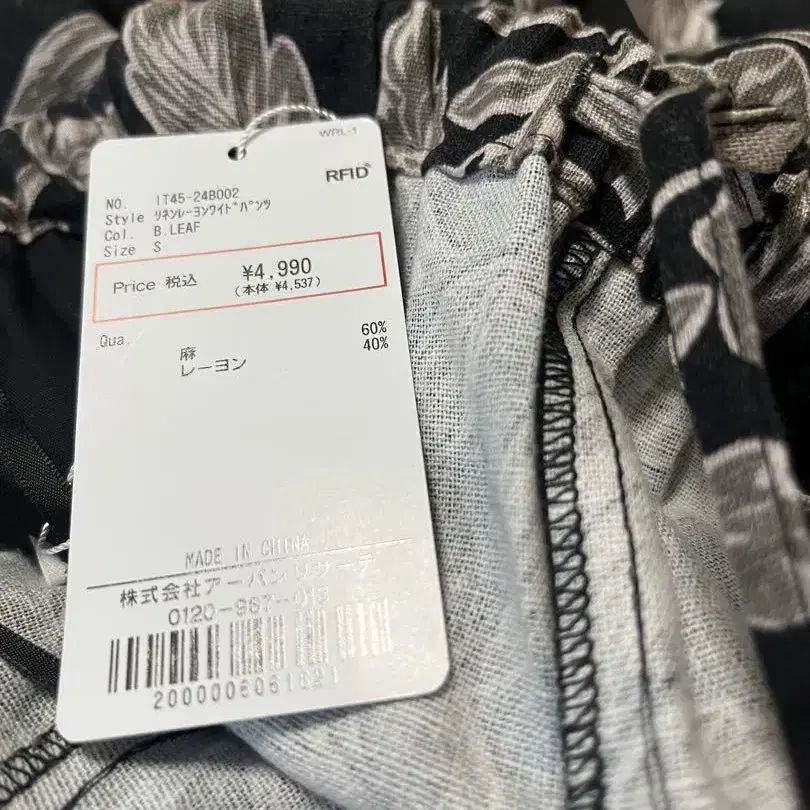 WRL-1
RFID
NO. IT45-24B002
Style ﾘﾈﾝﾚｰﾖﾝﾜｲﾄﾞﾊﾟﾝﾂ
Col. B.LEAF
Size S
Price 税込 ¥4,990
(本体 ¥4,537)
Qua.
麻 60%
レーヨン 40%
MADE IN CHINA
株式会社アーバンリサーチ